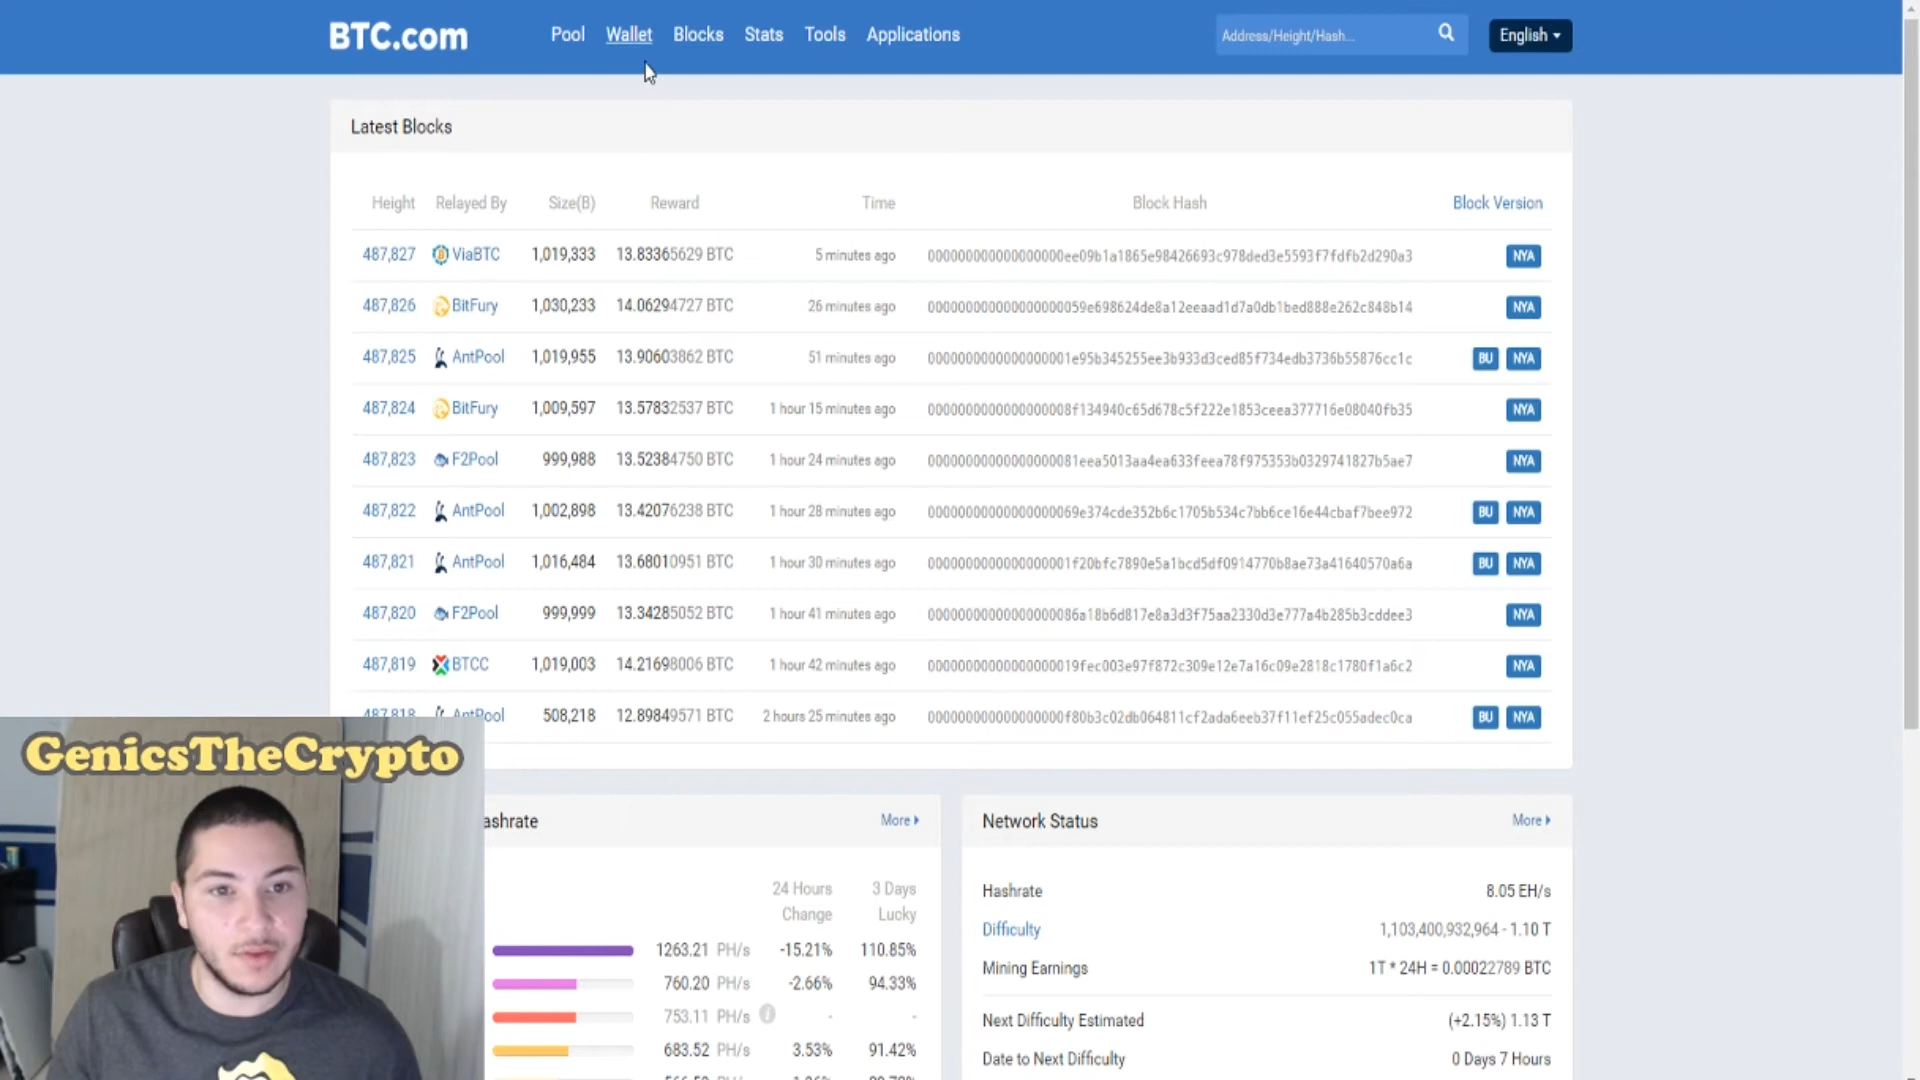 BTC.com Pool Wallet Blocks Stats Tools Applications Address/Height/Hash... English
Latest Blocks
Height Relayed By Size(B) Reward Time Block Hash Block Version
487,827 ViaBTC 1,019,333 13.83365629 BTC 5 minutes ago 000000000000000000ee09b1a1865e98426693c978ded3e5593f7fdfb2d290a3 NYA
487,826 BitFury 1,030,233 14.06294727 BTC 26 minutes ago 00000000000000000059e698624de8a12eeaad1d7a0db1bed888e262c848b14 NYA
487,825 AntPool 1,019,955 13.90603862 BTC 51 minutes ago 0000000000000000001e95b345255ee3b933d3ced85f734edb3736b55876cc1c BU NYA
487,824 BitFury 1,009,597 13.57832537 BTC 1 hour 15 minutes ago 0000000000000000008f134940c65d678c5f222e1853ceea377716e08040fb35 NYA
487,823 F2Pool 999,988 13.52384750 BTC 1 hour 24 minutes ago 00000000000000000081eea5013aa4ea633feea78f975353b0329741827b5ae7 NYA
487,822 AntPool 1,002,898 13.42076238 BTC 1 hour 28 minutes ago 00000000000000000069e374cde352b6c1705b534c7bb6ce16e44cbaf7bee972 BU NYA
487,821 AntPool 1,016,484 13.68010951 BTC 1 hour 30 minutes ago 0000000000000000001f20bfc7890e5a1bcd5df0914770b8ae73a41640570a6a BU NYA
487,820 F2Pool 999,999 13.34285052 BTC 1 hour 41 minutes ago 00000000000000000086a18b6d817e8a3d3f75aa2330d3e777a4b285b3cddee3 NYA
487,819 BTCC 1,019,003 14.21698006 BTC 1 hour 42 minutes ago 00000000000000000019fec003e97f872c309e12e7a16c09e2818c1780f1a6c2 NYA
487,818 AntPool 508,218 12.89849571 BTC 2 hours 25 minutes ago 000000000000000000f80b3c02db064811cf2ada6eeb37f11ef25c055adec0ca BU NYA
GenicsTheCrypto
ashrate More
24 Hours Change 3 Days Lucky
1263.21 PH/s -15.21% 110.85%
760.20 PH/s -2.66% 94.33%
753.11 PH/s - -
683.52 PH/s 3.53% 91.42%
Network Status More
Hashrate 8.05 EH/s
Difficulty 1,103,400,932,964 - 1.10 T
Mining Earnings 1T * 24H = 0.00022789 BTC
Next Difficulty Estimated (+2.15%) 1.13 T
Date to Next Difficulty 0 Days 7 Hours